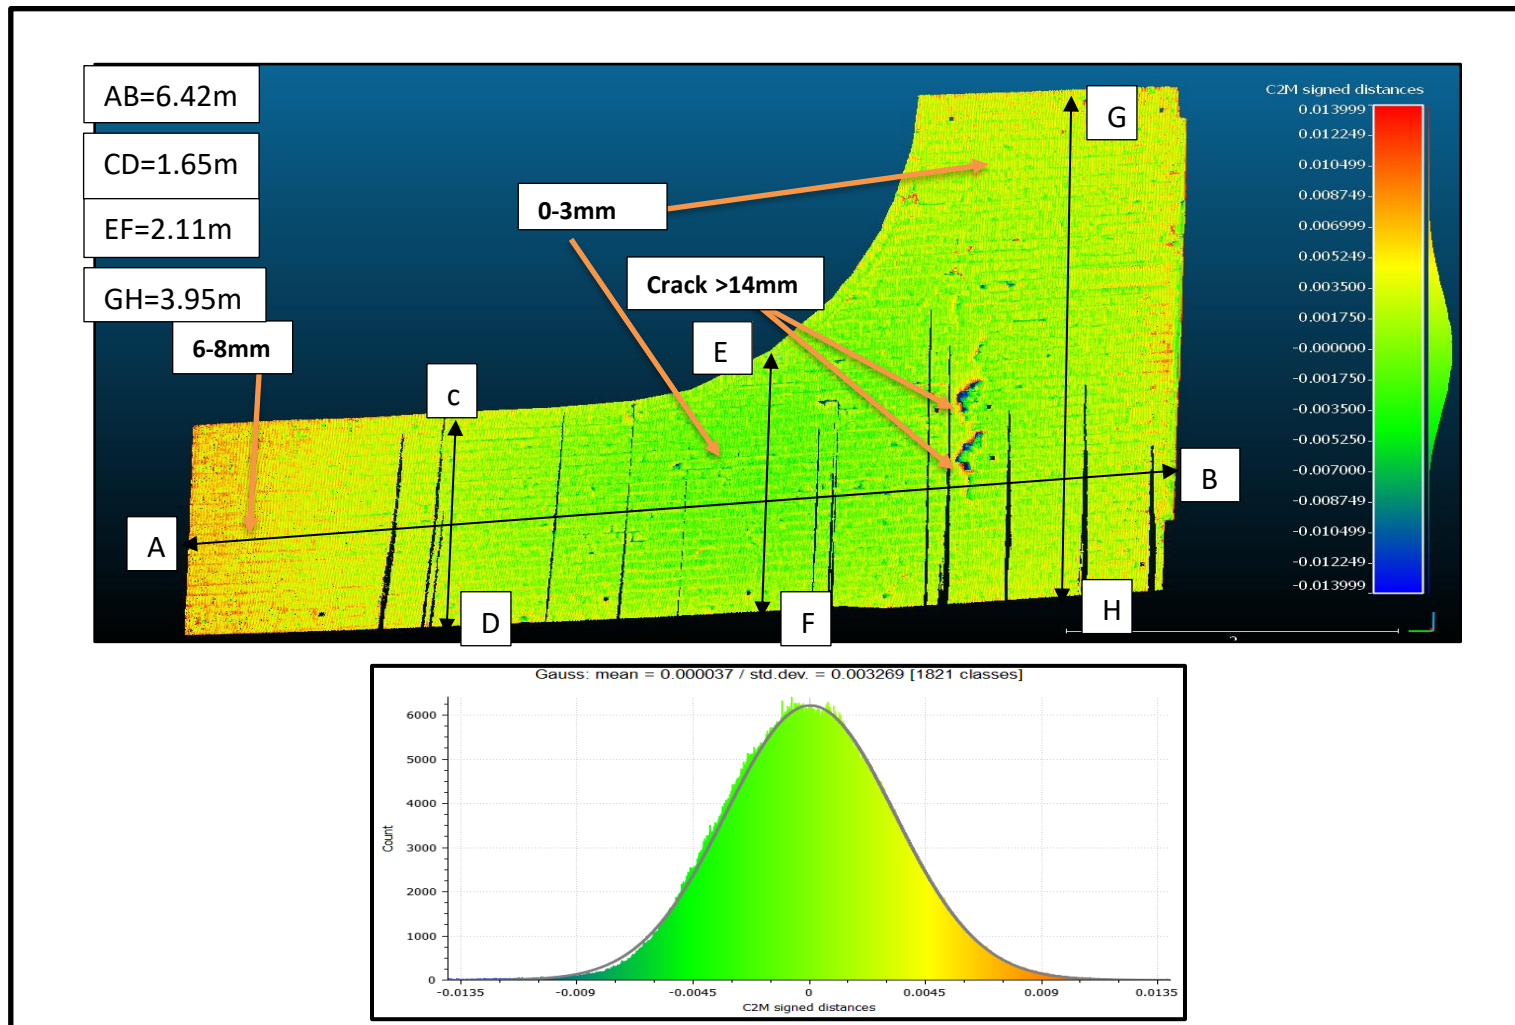 AB=6.42m
CD=1.65m
EF=2.11m
GH=3.95m
6-8mm
0-3mm
Crack >14mm
A
B
c
D
E
F
G
H
C2M signed distances
0.013999
0.012249
0.010499
0.008749
0.006999
0.005249
0.003500
0.001750
-0.000000
-0.001750
-0.003500
-0.005250
-0.007000
-0.008749
-0.010499
-0.012249
-0.013999
Gauss: mean = 0.000037 / std.dev. = 0.003269 [1821 classes]
6000
5000
4000
3000
2000
1000
0
Count
-0.0135 -0.009 -0.0045 0 0.0045 0.009 0.0135
C2M signed distances